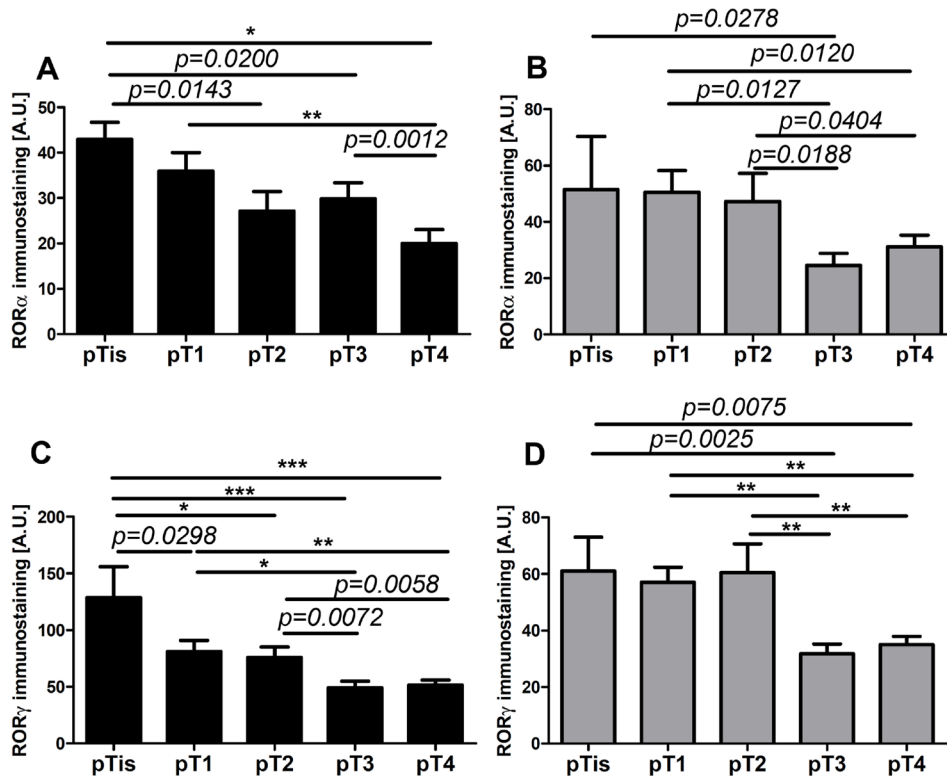 A
*
p=0.0200
p=0.0143
**
p=0.0012
RORα immunostaining [A.U.]
50
40
30
20
10
0
pTis pT1 pT2 pT3 pT4
B
p=0.0278
p=0.0120
p=0.0127
p=0.0404
p=0.0188
RORα immunostaining [A.U.]
80
60
40
20
0
pTis pT1 pT2 pT3 pT4
C
***
***
*
p=0.0298
**
*
p=0.0058
p=0.0072
RORγ immunostaining [A.U.]
200
150
100
50
0
pTis pT1 pT2 pT3 pT4
D
p=0.0075
p=0.0025
**
**
**
**
RORγ immunostaining [A.U.]
80
60
40
20
0
pTis pT1 pT2 pT3 pT4